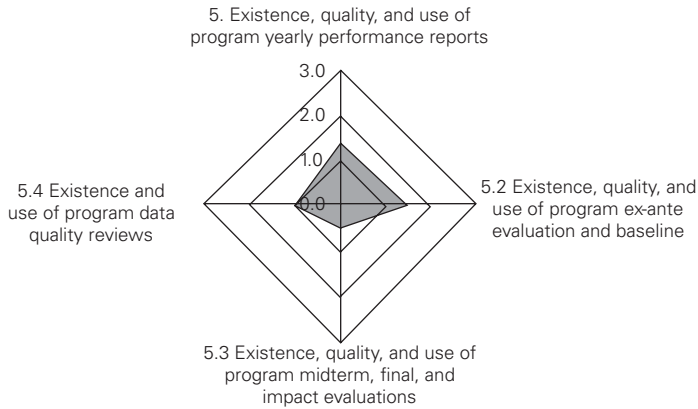 5. Existence, quality, and use of
program yearly performance reports
3.0
2.0
1.0
0.0
5.4 Existence and
use of program data
quality reviews
5.2 Existence, quality, and
use of program ex-ante
evaluation and baseline
5.3 Existence, quality, and use of
program midterm, final, and
impact evaluations